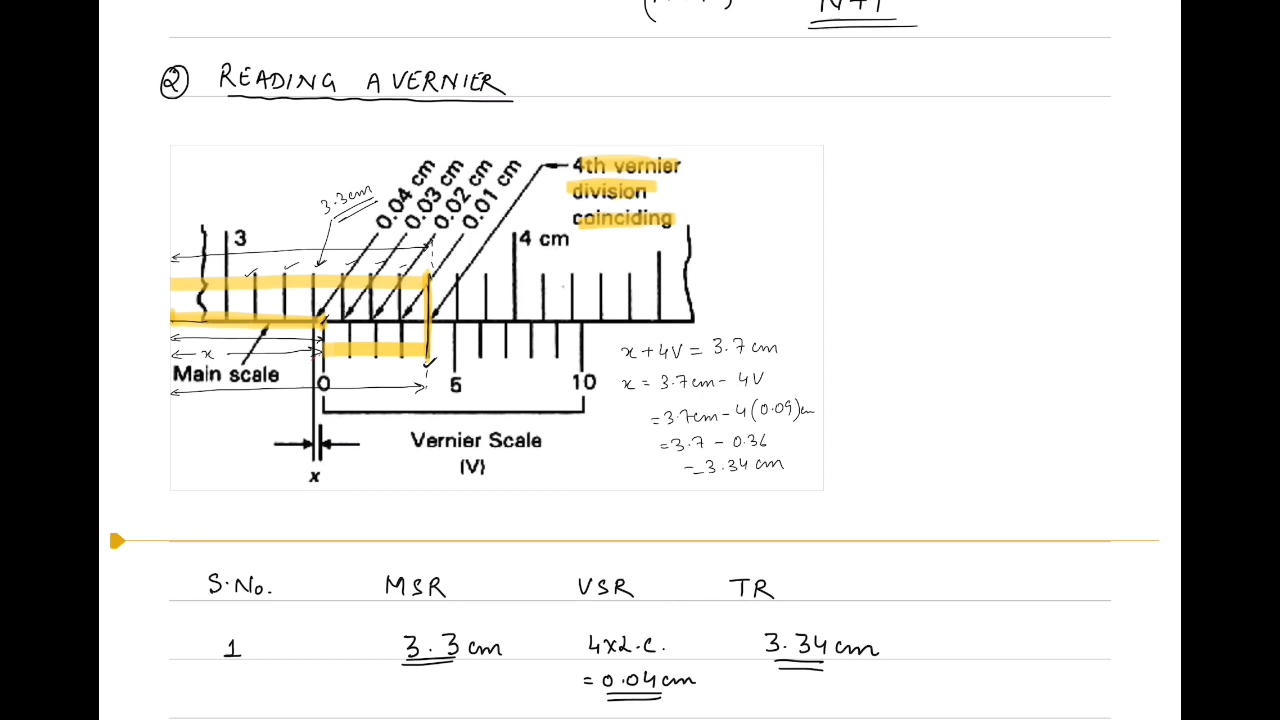 N+1
② READING A VERNIER
3.3cm
0.04 cm
0.03 cm
0.02 cm
0.01 cm
4th vernier
division
coinciding
3
4 cm
x
Main scale
0
5
10
Vernier Scale
(V)
x
x+4V = 3.7 cm
x = 3.7cm - 4V
=3.7cm-4(0.09)cm
=3.7 - 0.36
=3.34 cm
S.No. MSR VSR TR
1 3.3 cm 4×L.C. 3.34 cm
= 0.04 cm